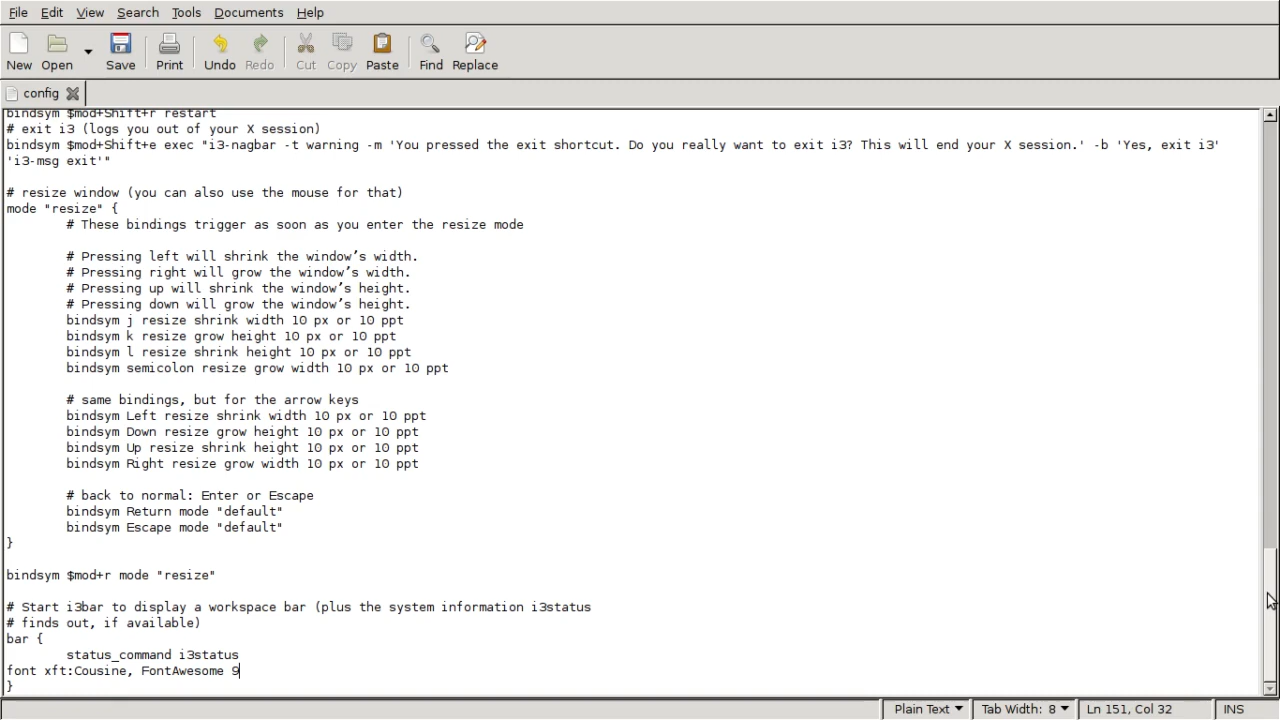 File Edit View Search Tools Documents Help
New Open Save Print Undo Redo Cut Copy Paste Find Replace
config
bindsym $mod+Shift+r restart
# exit i3 (logs you out of your X session)
bindsym $mod+Shift+e exec "i3-nagbar -t warning -m 'You pressed the exit shortcut. Do you really want to exit i3? This will end your X session.' -b 'Yes, exit i3'
'i3-msg exit'"
# resize window (you can also use the mouse for that)
mode "resize" {
# These bindings trigger as soon as you enter the resize mode
# Pressing left will shrink the window’s width.
# Pressing right will grow the window’s width.
# Pressing up will shrink the window’s height.
# Pressing down will grow the window’s height.
bindsym j resize shrink width 10 px or 10 ppt
bindsym k resize grow height 10 px or 10 ppt
bindsym l resize shrink height 10 px or 10 ppt
bindsym semicolon resize grow width 10 px or 10 ppt
# same bindings, but for the arrow keys
bindsym Left resize shrink width 10 px or 10 ppt
bindsym Down resize grow height 10 px or 10 ppt
bindsym Up resize shrink height 10 px or 10 ppt
bindsym Right resize grow width 10 px or 10 ppt
# back to normal: Enter or Escape
bindsym Return mode "default"
bindsym Escape mode "default"
}
bindsym $mod+r mode "resize"
# Start i3bar to display a workspace bar (plus the system information i3status
# finds out, if available)
bar {
status_command i3status
font xft:Cousine, FontAwesome 9
}
Plain Text Tab Width: 8 Ln 151, Col 32 INS